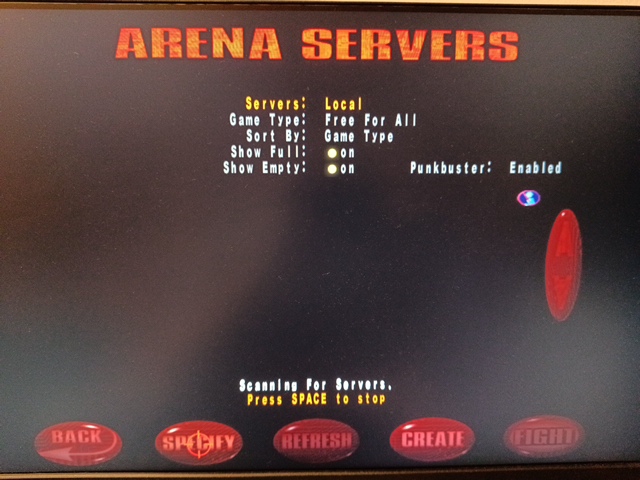 ARENA SERVERS
Servers: Local
Game Type: Free For All
Sort By: Game Type
Show Full: on
Show Empty: on
Punkbuster: Enabled
Scanning For Servers.
Press SPACE to stop
BACK
SPECIFY
REFRESH
CREATE
FIGHT